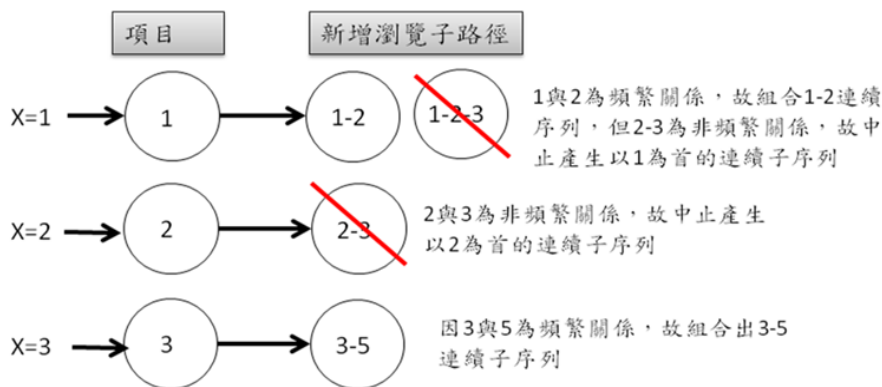 項目 新增瀏覽子路徑
X=1 1 1-2 1-2-3
1與2為頻繁關係，故組合1-2連續
序列，但2-3為非頻繁關係，故中
止產生以1為首的連續子序列
X=2 2 2-3
2與3為非頻繁關係，故中止產生
以2為首的連續子序列
X=3 3 3-5
因3與5為頻繁關係，故組合出3-5
連續子序列